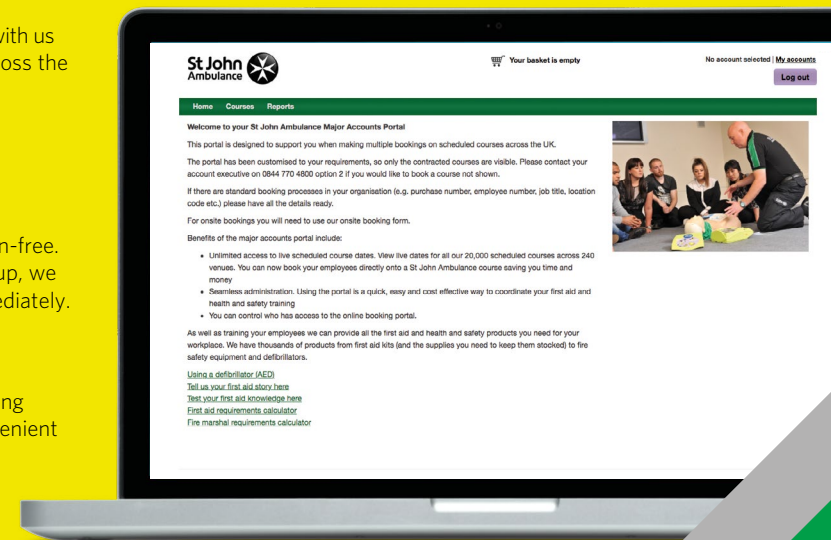 with us
oss the
n-free.
up, we
ediately.
ng
enient
St John
Ambulance
Your basket is empty
No account selected | My accounts
Log out
Home Courses Reports
Welcome to your St John Ambulance Major Accounts Portal
This portal is designed to support you when making multiple bookings on scheduled courses across the UK.
The portal has been customised to your requirements, so only the contracted courses are visible. Please contact your
account executive on 0844 770 4800 option 2 if you would like to book a course not shown.
If there are standard booking processes in your organisation (e.g. purchase number, employee number, job title, location
code etc.) please have all the details ready.
For onsite bookings you will need to use our onsite booking form.
Benefits of the major accounts portal include:
• Unlimited access to live scheduled course dates. View live dates for all our 20,000 scheduled courses across 240
venues. You can now book your employees directly onto a St John Ambulance course saving you time and
money
• Seamless administration. Using the portal is a quick, easy and cost effective way to coordinate your first aid and
health and safety training
• You can control who has access to the online booking portal.
As well as training your employees we can provide all the first aid and health and safety products you need for your
workplace. We have thousands of products from first aid kits (and the supplies you need to keep them stocked) to fire
safety equipment and defibrillators.
Using a defibrillator (AED)
Tell us your first aid story here
Test your first aid knowledge here
First aid requirements calculator
Fire marshal requirements calculator